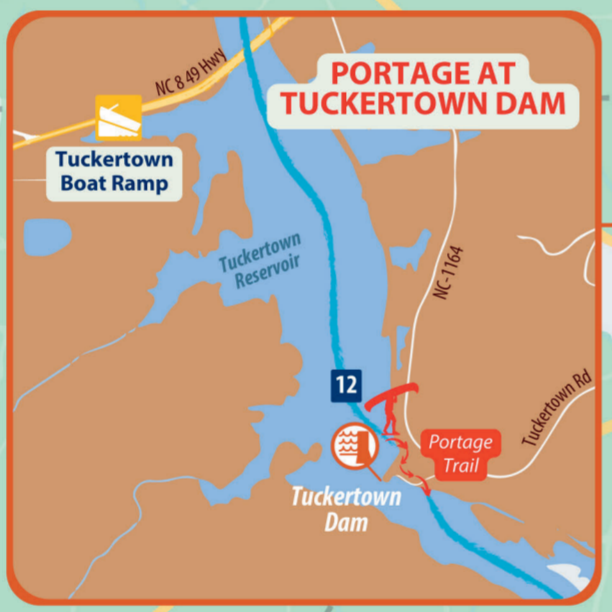 NC 8 49 Hwy
PORTAGE AT
TUCKERTOWN DAM
Tuckertown
Boat Ramp
Tuckertown
Reservoir
NC-1164
12
Tuckertown Rd
Portage
Trail
Tuckertown
Dam